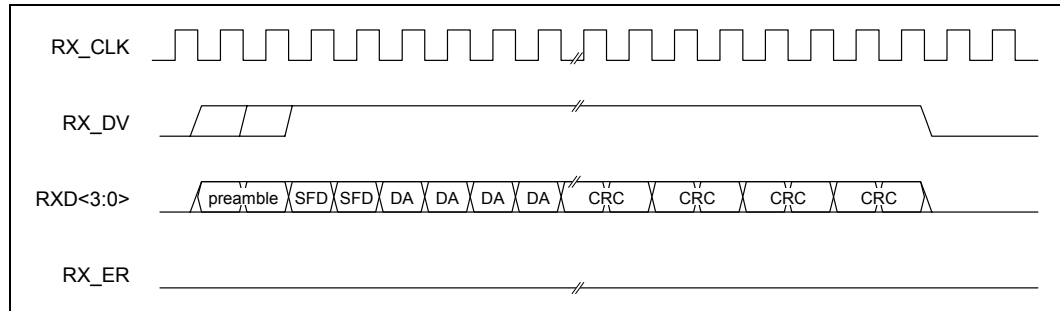 RX_CLK
RX_DV
RXD<3:0> preamble SFD SFD DA DA DA DA CRC CRC CRC CRC
RX_ER